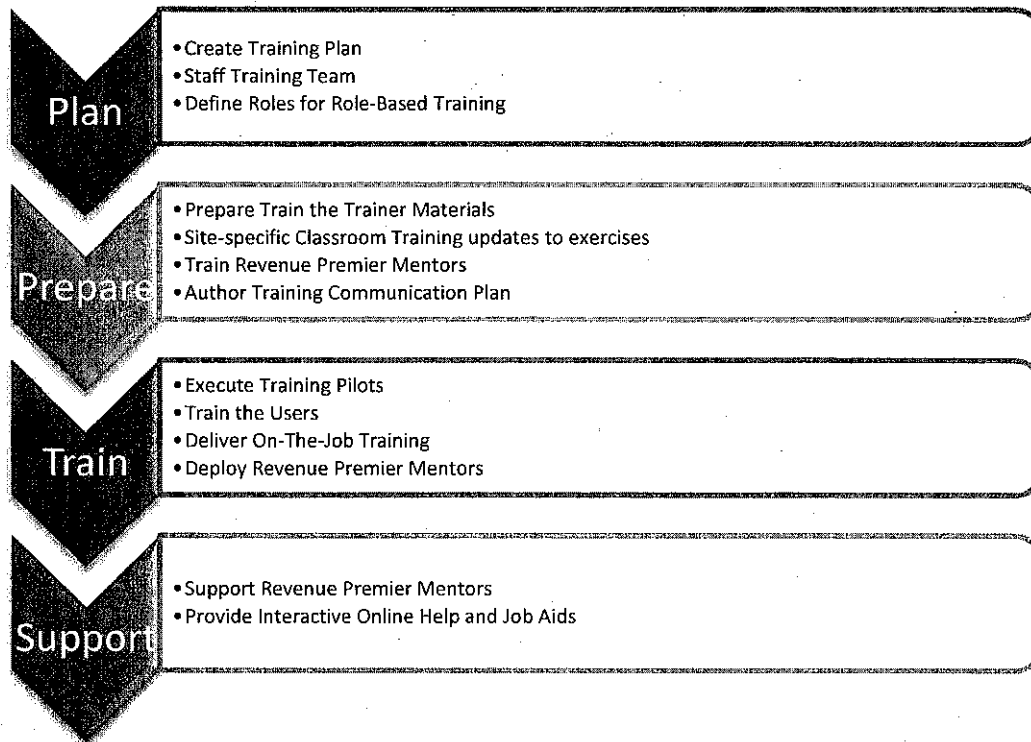 Plan
• Create Training Plan
• Staff Training Team
• Define Roles for Role-Based Training
Prepare
• Prepare Train the Trainer Materials
• Site-specific Classroom Training updates to exercises
• Train Revenue Premier Mentors
• Author Training Communication Plan
Train
• Execute Training Pilots
• Train the Users
• Deliver On-The-Job Training
• Deploy Revenue Premier Mentors
Support
• Support Revenue Premier Mentors
• Provide Interactive Online Help and Job Aids